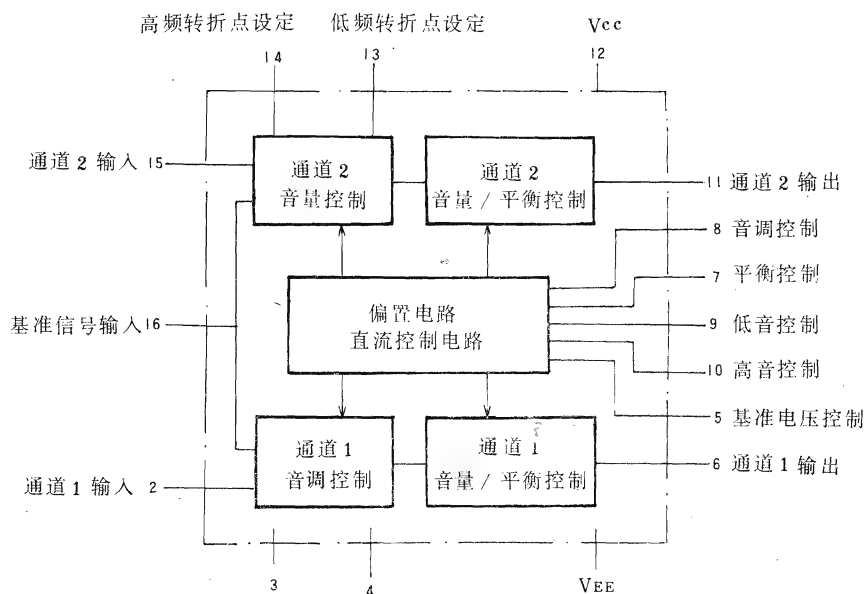 高频转折点设定
低频转折点设定
Vcc
14
13
12
通道2 输入 15
通道2
音量控制
通道2
音量 / 平衡控制
11 通道2 输出
8 音调控制
7 平衡控制
基准信号输入 16
偏置电路
直流控制电路
9 低音控制
10 高音控制
5 基准电压控制
通道1
音调控制
通道1
音量 / 平衡控制
6 通道1 输出
通道1 输入 2
3
4
VEE